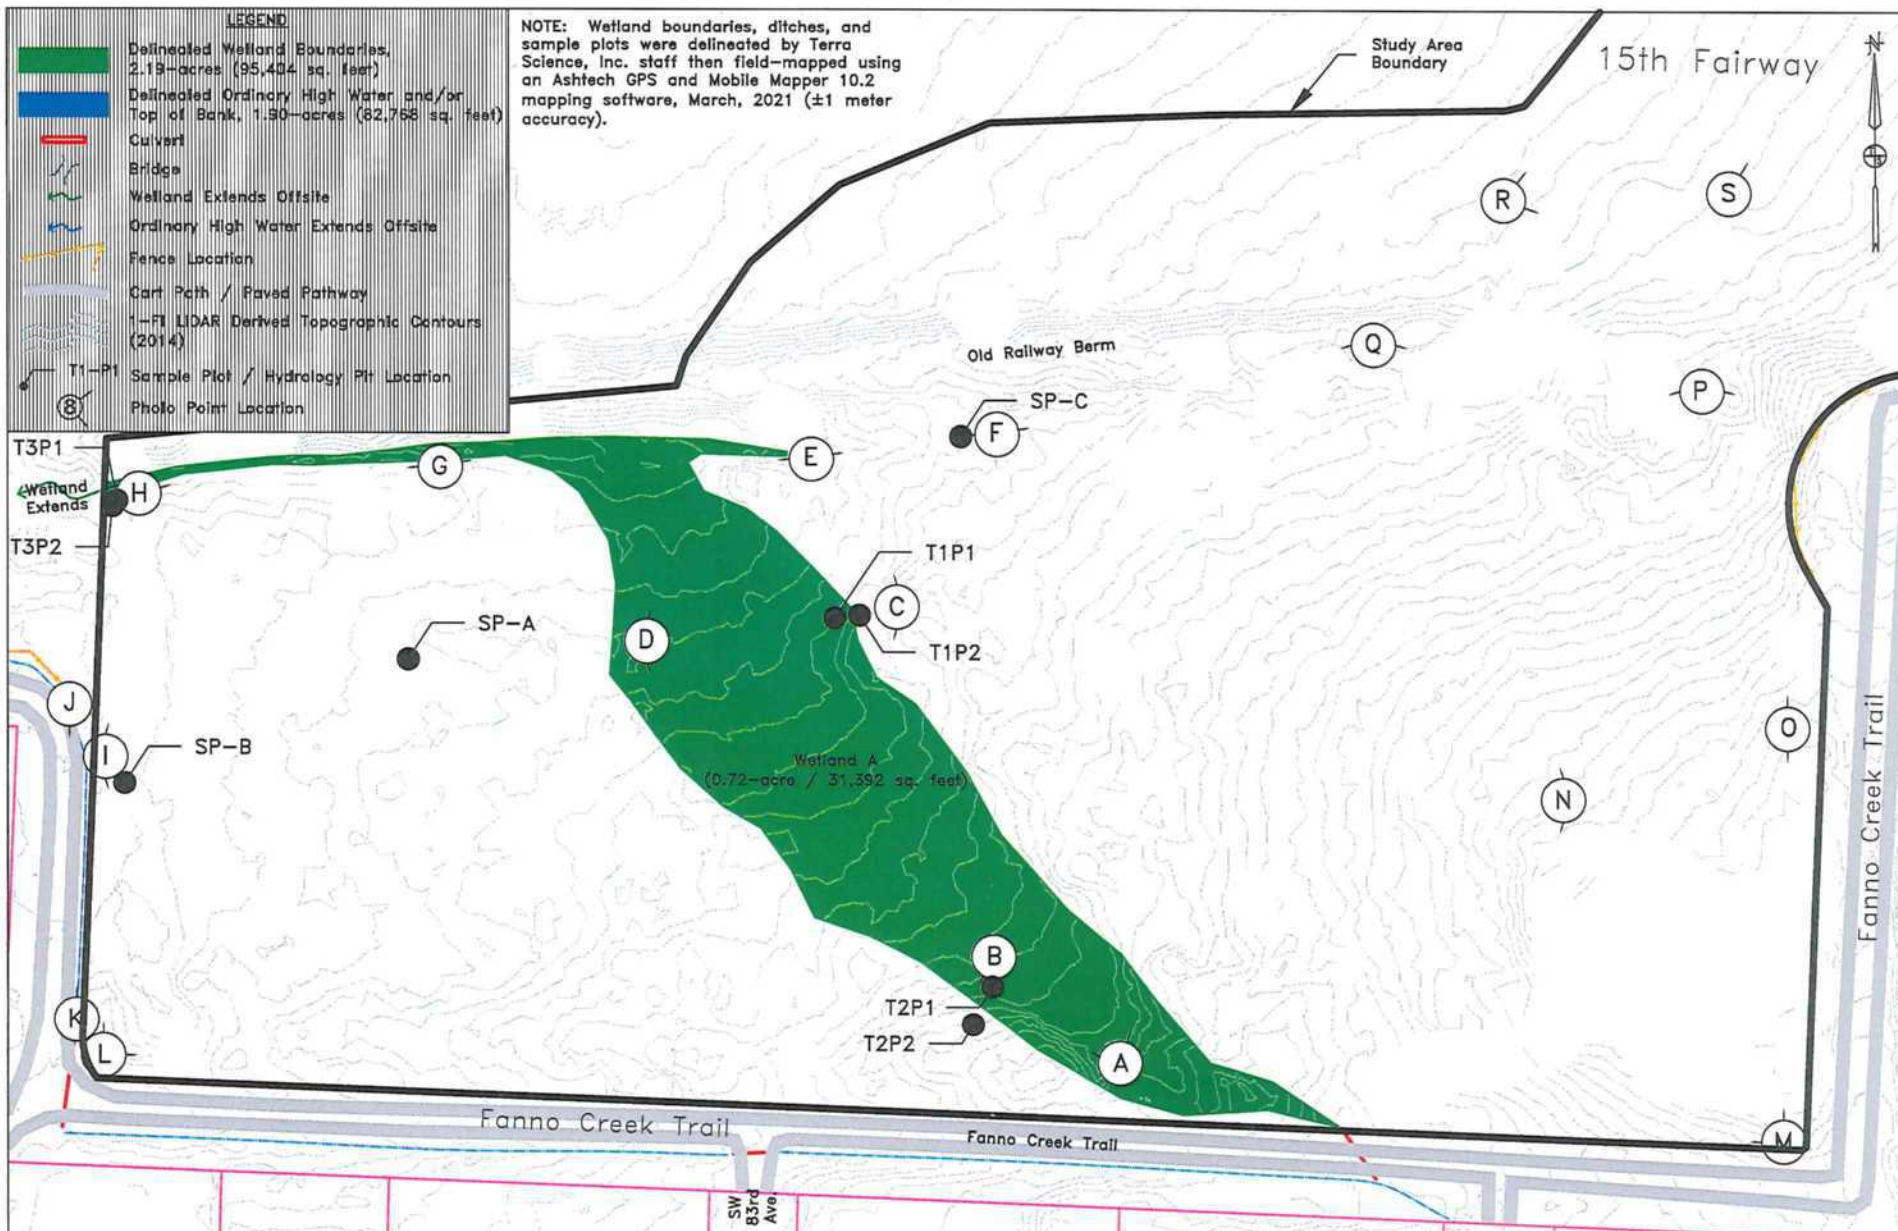 LEGEND
Delineated Wetland Boundaries,
2.19-acres (95,404 sq. feet)
Delineated Ordinary High Water and/or
Top of Bank, 1.90-acres (82,768 sq. feet)
Culvert
Bridge
Wetland Extends Offsite
Ordinary High Water Extends Offsite
Fence Location
Cart Path / Paved Pathway
1-Ft LIDAR Derived Topographic Contours
(2014)
T1-P1
Sample Plot / Hydrology Pit Location
8
Photo Point Location
NOTE: Wetland boundaries, ditches, and
sample plots were delineated by Terra
Science, Inc. staff then field-mapped using
an Ashtech GPS and Mobile Mapper 10.2
mapping software, March, 2021 (±1 meter
accuracy).
Study Area
Boundary
15th Fairway
N
R
S
Old Railway Berm
Q
P
SP-C
F
E
G
T3P1
H
Wetland
Extends
T3P2
T1P1
C
T1P2
SP-A
D
J
I
SP-B
Wetland A
(0.72-acre / 31,392 sq. feet)
O
N
Fanno Creek Trail
B
T2P1
T2P2
A
K
L
M
Fanno Creek Trail
Fanno Creek Trail
SW
83rd
Ave.